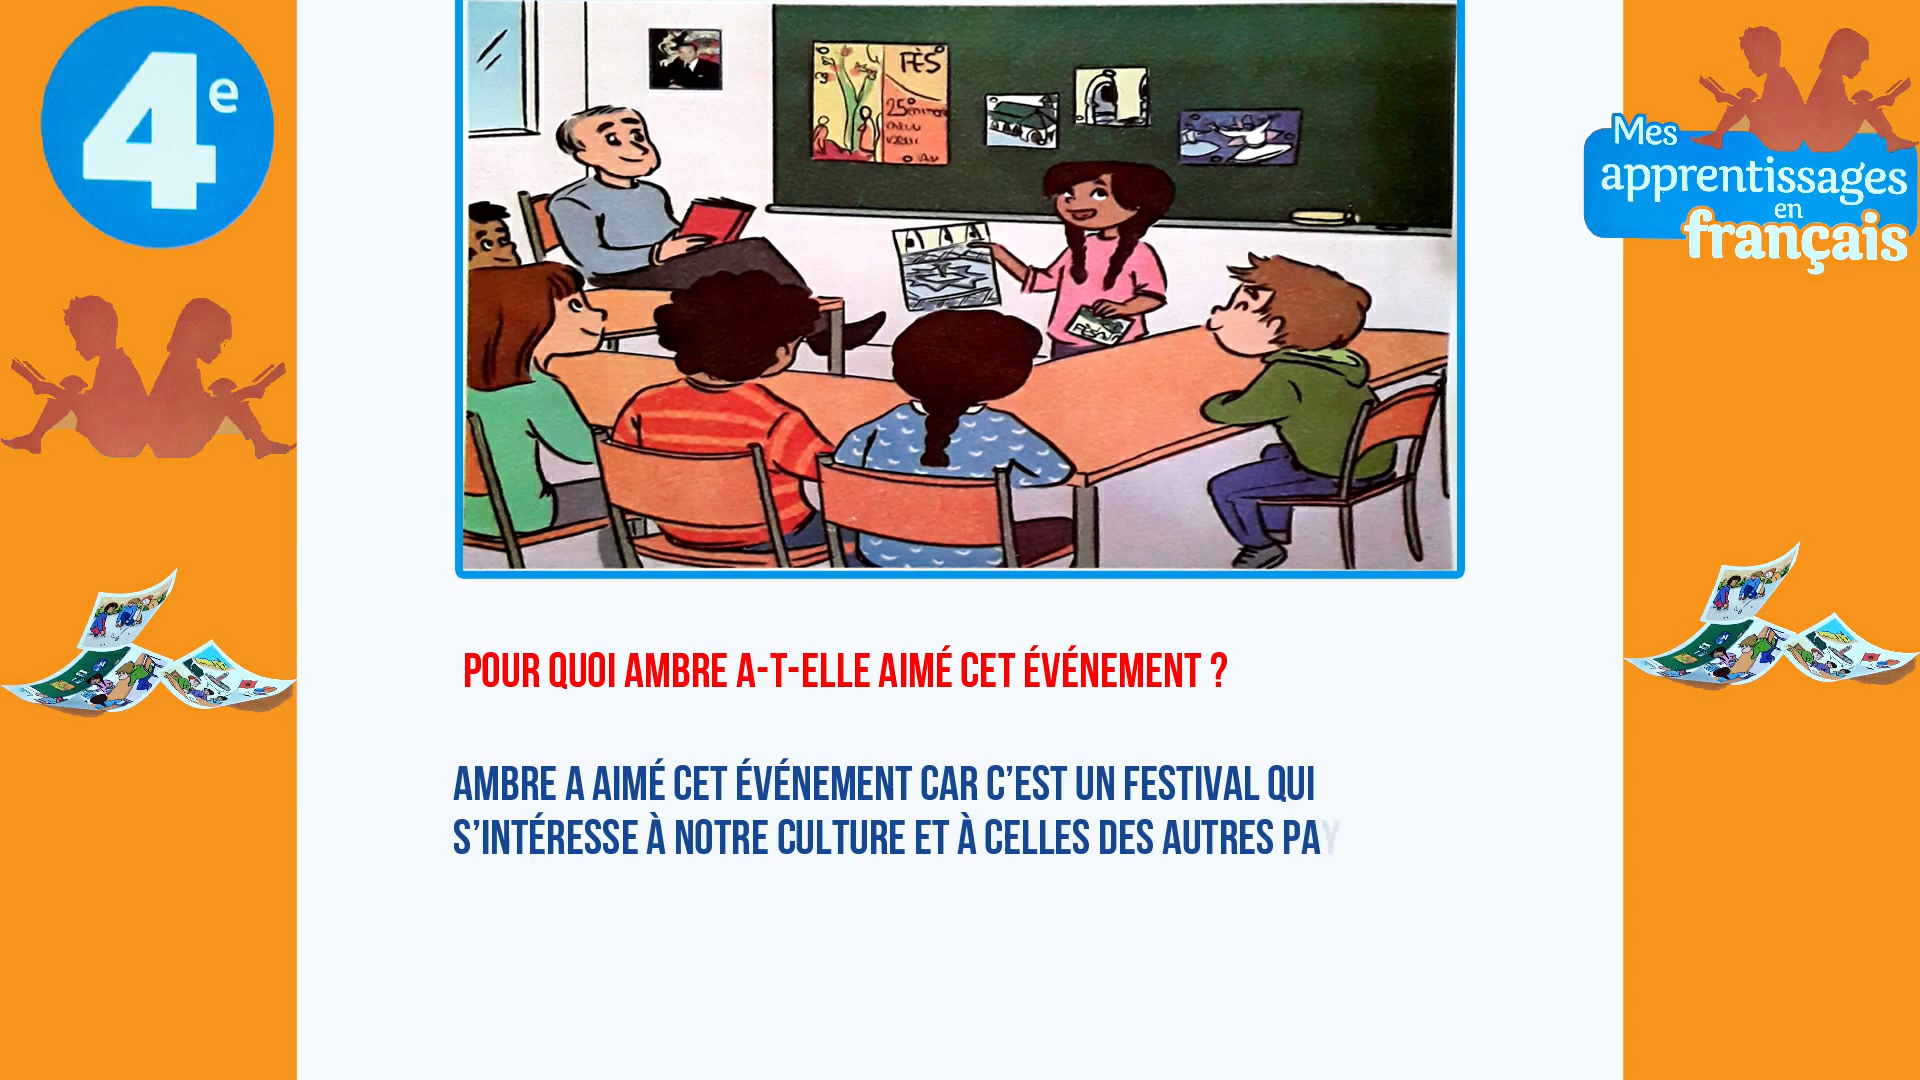 4e
FÈS
25
Mes
apprentissages
en
français
POUR QUOI AMBRE A-T-ELLE AIMÉ CET ÉVÉNEMENT ?
AMBRE A AIMÉ CET ÉVÉNEMENT CAR C’EST UN FESTIVAL QUI
S’INTÉRESSE À NOTRE CULTURE ET À CELLES DES AUTRES PAY